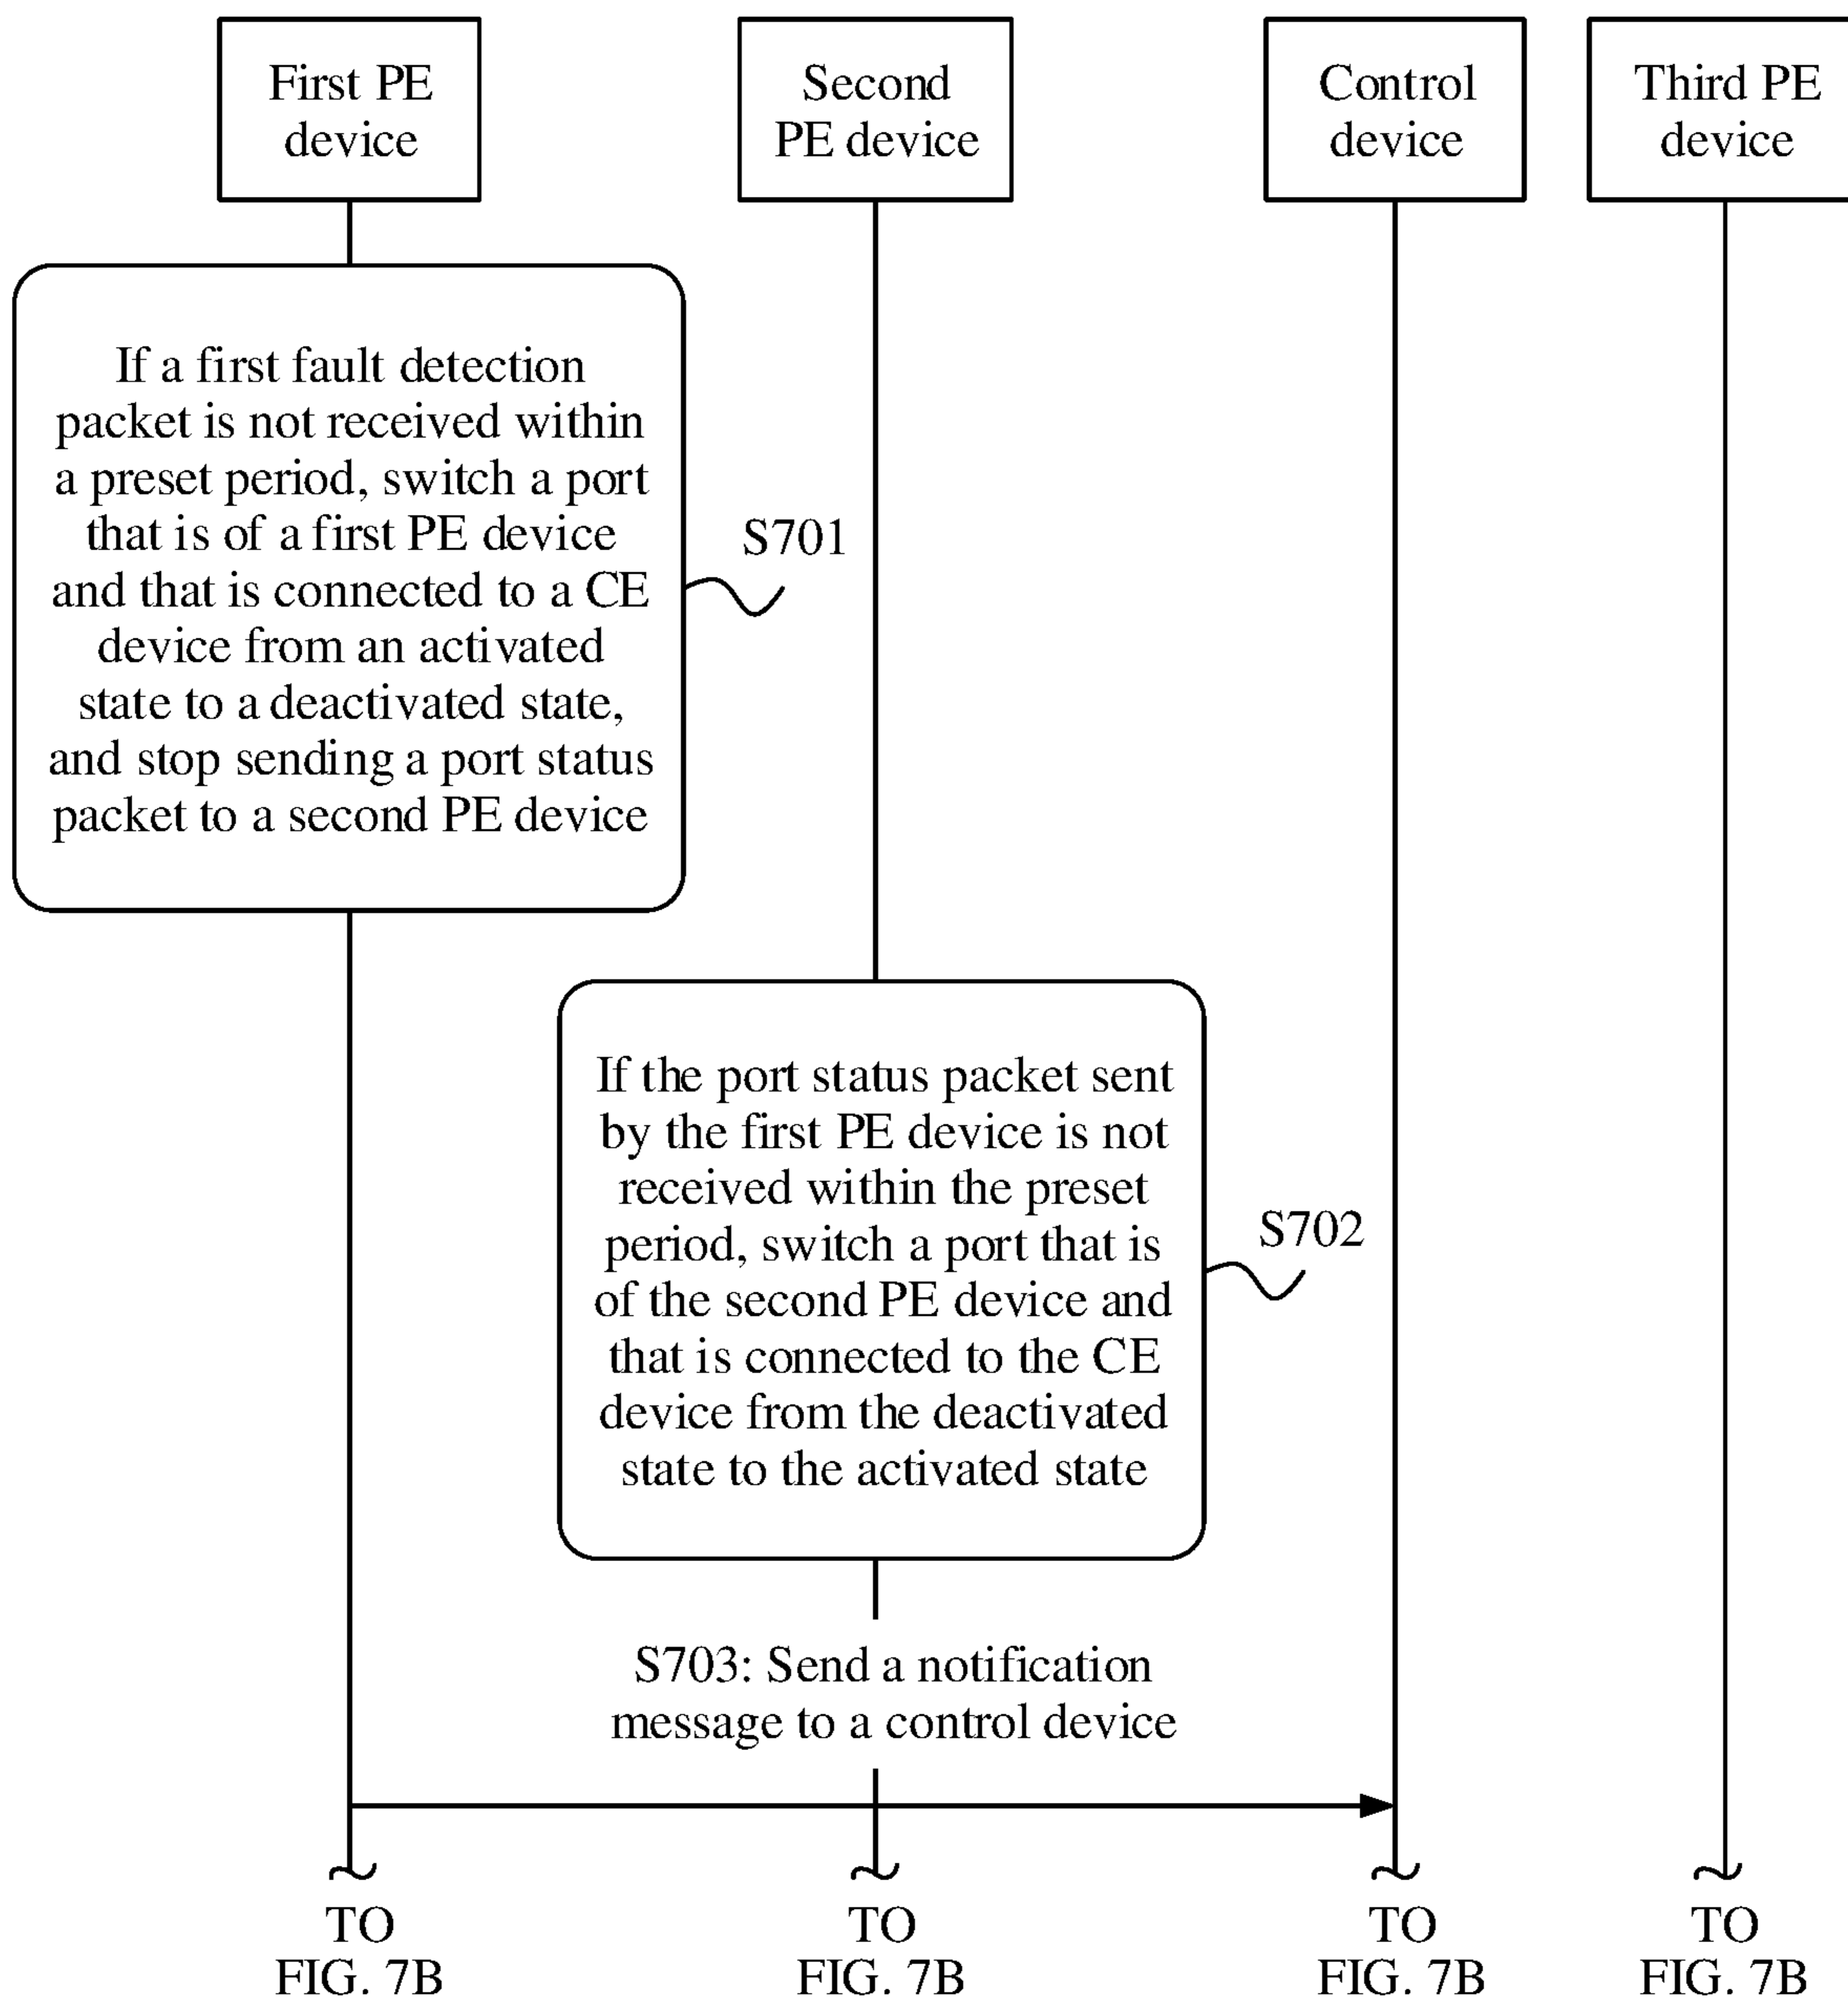 First PE
device
Second
PE device
Control
device
Third PE
device
If a first fault detection
packet is not received within
a preset period, switch a port
that is of a first PE device
and that is connected to a CE
device from an activated
state to a deactivated state,
and stop sending a port status
packet to a second PE device
S701
If the port status packet sent
by the first PE device is not
received within the preset
period, switch a port that is
of the second PE device and
that is connected to the CE
device from the deactivated
state to the activated state
S702
S703: Send a notification
message to a control device
TO
FIG. 7B
TO
FIG. 7B
TO
FIG. 7B
TO
FIG. 7B